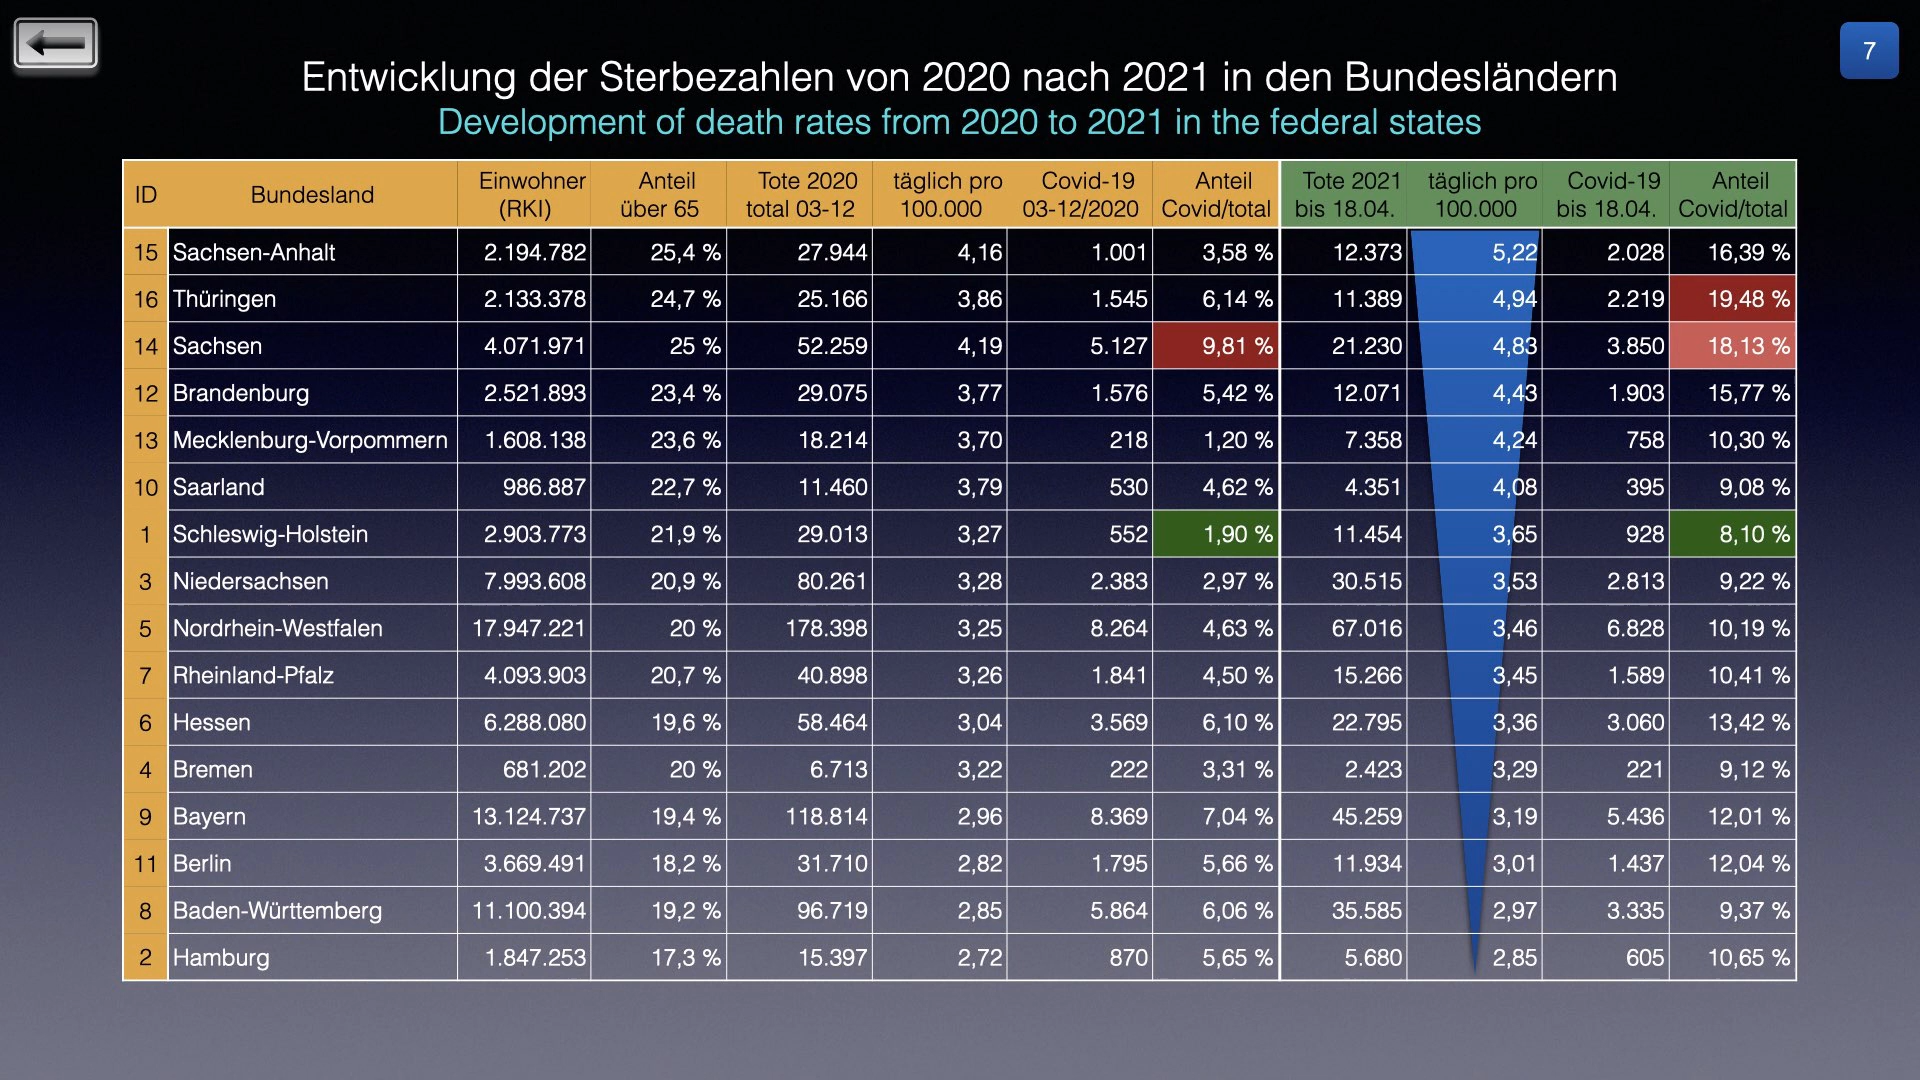 7
Entwicklung der Sterbezahlen von 2020 nach 2021 in den Bundesländern
Development of death rates from 2020 to 2021 in the federal states
ID Bundesland Einwohner (RKI) Anteil über 65 Tote 2020 total 03-12 täglich pro 100.000 Covid-19 03-12/2020 Anteil Covid/total Tote 2021 bis 18.04. täglich pro 100.000 Covid-19 bis 18.04. Anteil Covid/total
15 Sachsen-Anhalt 2.194.782 25,4 % 27.944 4,16 1.001 3,58 % 12.373 5,22 2.028 16,39 %
16 Thüringen 2.133.378 24,7 % 25.166 3,86 1.545 6,14 % 11.389 4,94 2.219 19,48 %
14 Sachsen 4.071.971 25 % 52.259 4,19 5.127 9,81 % 21.230 4,83 3.850 18,13 %
12 Brandenburg 2.521.893 23,4 % 29.075 3,77 1.576 5,42 % 12.071 4,43 1.903 15,77 %
13 Mecklenburg-Vorpommern 1.608.138 23,6 % 18.214 3,70 218 1,20 % 7.358 4,24 758 10,30 %
10 Saarland 986.887 22,7 % 11.460 3,79 530 4,62 % 4.351 4,08 395 9,08 %
1 Schleswig-Holstein 2.903.773 21,9 % 29.013 3,27 552 1,90 % 11.454 3,65 928 8,10 %
3 Niedersachsen 7.993.608 20,9 % 80.261 3,28 2.383 2,97 % 30.515 3,53 2.813 9,22 %
5 Nordrhein-Westfalen 17.947.221 20 % 178.398 3,25 8.264 4,63 % 67.016 3,46 6.828 10,19 %
7 Rheinland-Pfalz 4.093.903 20,7 % 40.898 3,26 1.841 4,50 % 15.266 3,45 1.589 10,41 %
6 Hessen 6.288.080 19,6 % 58.464 3,04 3.569 6,10 % 22.795 3,36 3.060 13,42 %
4 Bremen 681.202 20 % 6.713 3,22 222 3,31 % 2.423 3,29 221 9,12 %
9 Bayern 13.124.737 19,4 % 118.814 2,96 8.369 7,04 % 45.259 3,19 5.436 12,01 %
11 Berlin 3.669.491 18,2 % 31.710 2,82 1.795 5,66 % 11.934 3,01 1.437 12,04 %
8 Baden-Württemberg 11.100.394 19,2 % 96.719 2,85 5.864 6,06 % 35.585 2,97 3.335 9,37 %
2 Hamburg 1.847.253 17,3 % 15.397 2,72 870 5,65 % 5.680 2,85 605 10,65 %